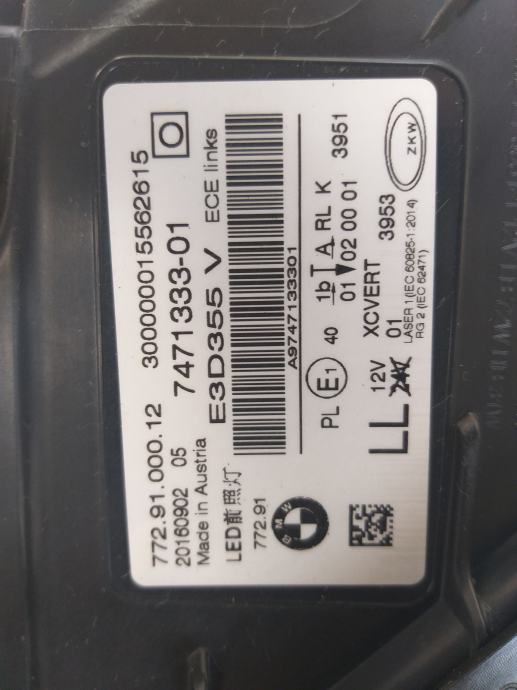 772.91.000.12 300000015562615
20160902 05 7471333-01
Made in Austria E3D355 V ECE links
LED前照灯
772.91
A9747133301
BMW
PL E1 40 1b T A RL K 3951
01 02 00 01
LL 12V XCVERT 3953
24V 01 LASER 1 (IEC 60825-1:2014)
RG 2 (IEC 62471)
ZKW